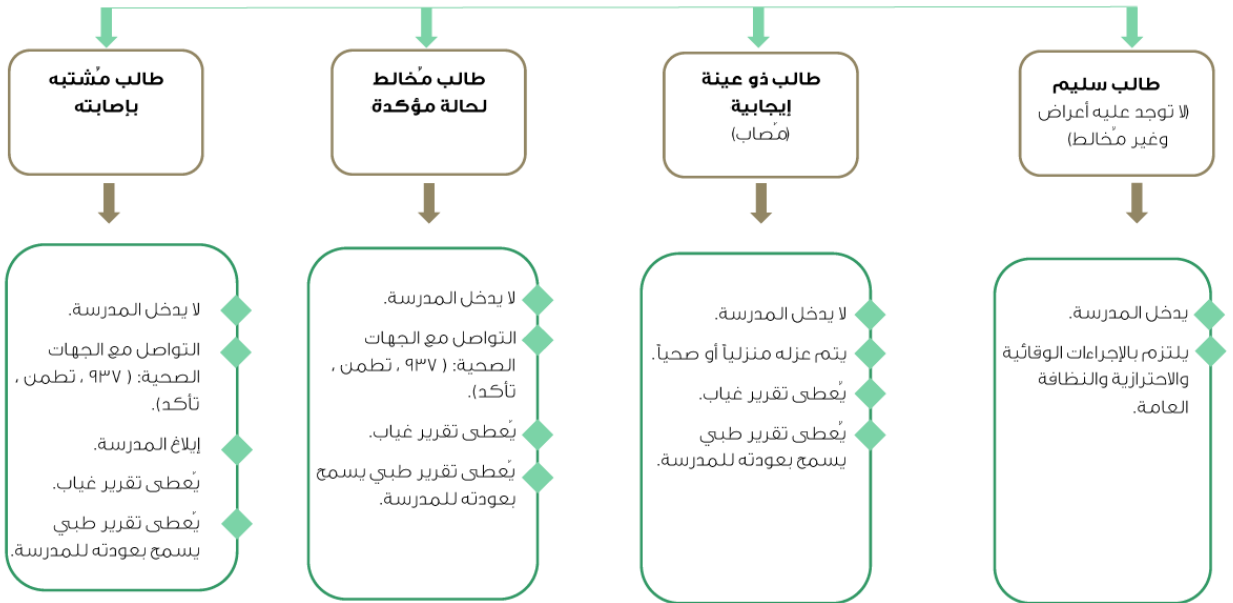 طالب سليم
(لا توجد عليه أعراض
وغير مُخالط)
يدخل المدرسة.
يلتزم بالإجراءات الوقائية
والاحترازية والنظافة
العامة.
طالب ذو عينة
إيجابية
(مُصاب)
لا يدخل المدرسة.
يتم عزله منزلياً أو صحياً.
يُعطى تقرير غياب.
يُعطى تقرير طبي
يسمح بعودته للمدرسة.
طالب مُخالط
لحالة مؤكدة
لا يدخل المدرسة.
التواصل مع الجهات
الصحية: ( ٩٣٧ ، تطمن ،
تأكد).
يُعطى تقرير غياب.
يُعطى تقرير طبي يسمح
بعودته للمدرسة.
طالب مُشتبه
بإصابته
لا يدخل المدرسة.
التواصل مع الجهات
الصحية: ( ٩٣٧ ، تطمن ،
تأكد).
إبلاغ المدرسة.
يُعطى تقرير غياب.
يُعطى تقرير طبي
يسمح بعودته للمدرسة.